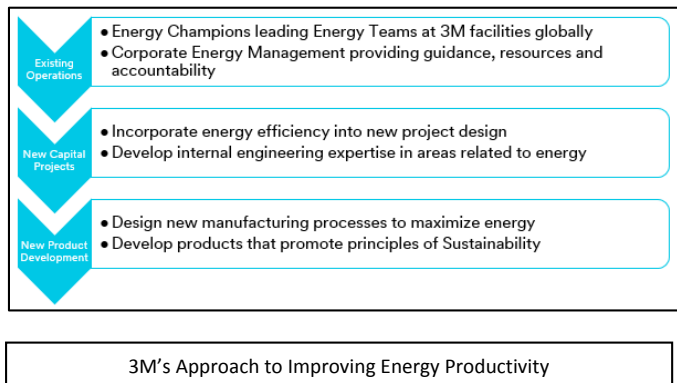 Existing
Operations
• Energy Champions leading Energy Teams at 3M facilities globally
• Corporate Energy Management providing guidance, resources and
accountability
New Capital
Projects
• Incorporate energy efficiency into new project design
• Develop internal engineering expertise in areas related to energy
New Product
Development
• Design new manufacturing processes to maximize energy
• Develop products that promote principles of Sustainability
3M’s Approach to Improving Energy Productivity